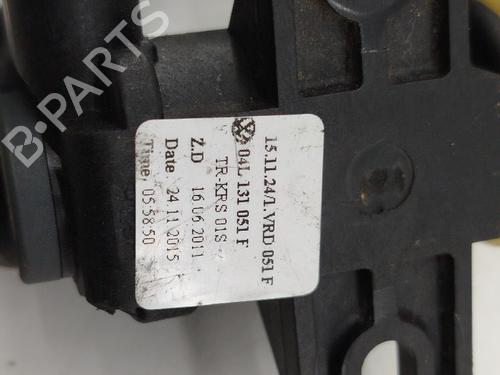 15.11.24/1.VRD 051 F
04L 131 051 F
TR-KRS 01S
Z.D 16.06.2011
Date 24.11.2015
Time: 05:58:50
B-PARTS